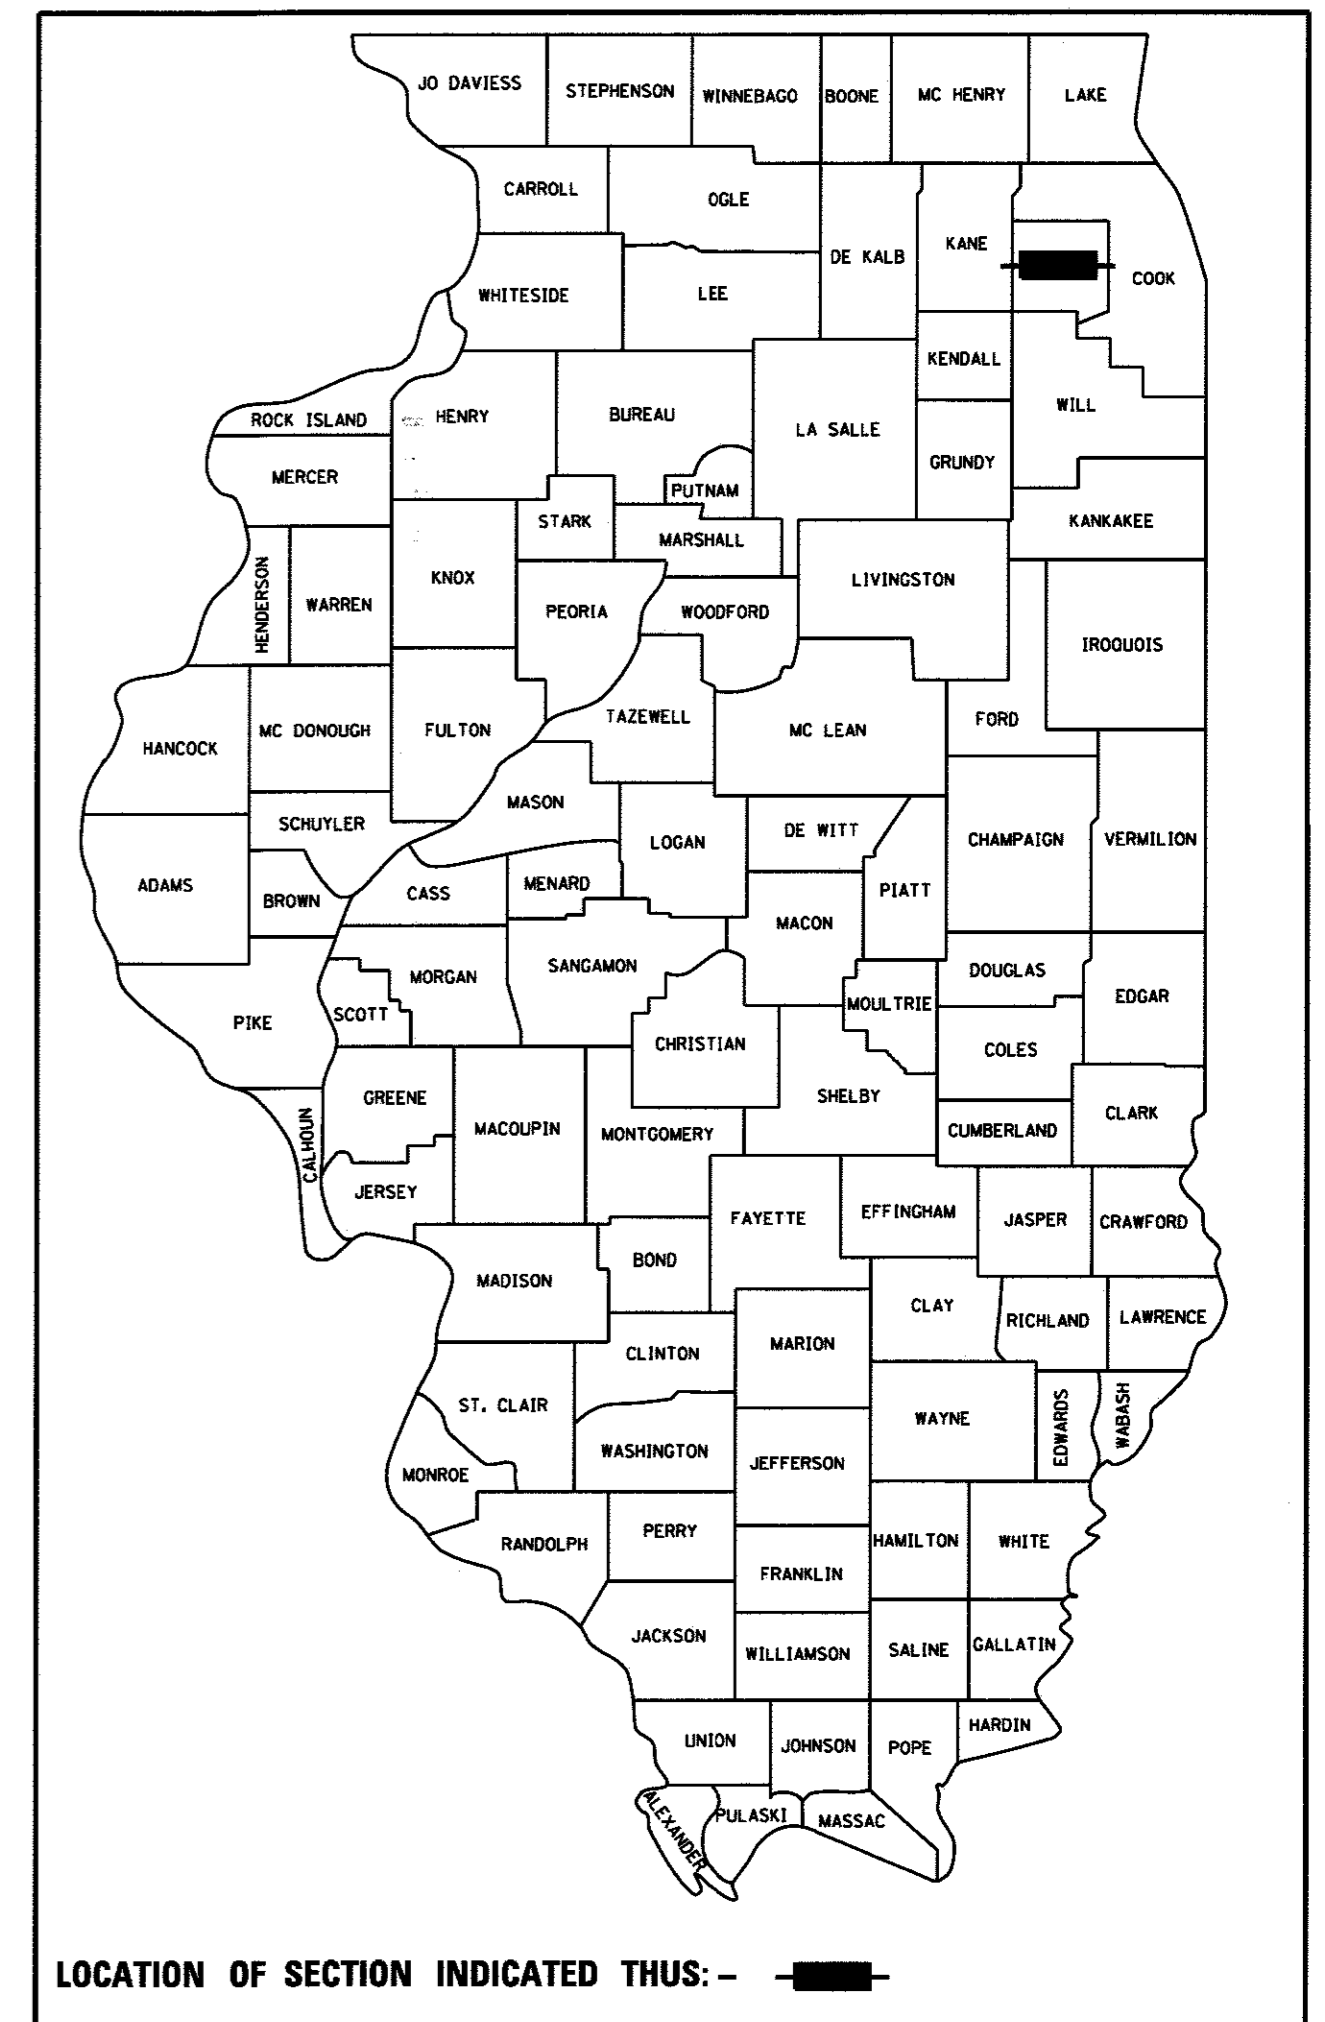 JO DAVIESS
STEPHENSON
WINNEBAGO
BOONE
MC HENRY
LAKE
CARROLL
OGLE
DE KALB
KANE
COOK
WHITESIDE
LEE
KENDALL
ROCK ISLAND
HENRY
BUREAU
LA SALLE
WILL
MERCER
PUTNAM
GRUNDY
STARK
MARSHALL
KANKAKEE
HENDERSON
WARREN
KNOX
PEORIA
WOODFORD
LIVINGSTON
IROQUOIS
HANCOCK
MC DONOUGH
FULTON
TAZEWELL
MC LEAN
FORD
SCHUYLER
MASON
LOGAN
DE WITT
CHAMPAIGN
VERMILION
ADAMS
BROWN
CASS
MENARD
PIATT
MACON
PIKE
SCOTT
MORGAN
SANGAMON
MOULTRIE
DOUGLAS
EDGAR
CHRISTIAN
COLES
CALHOUN
GREENE
MACOUPIN
MONTGOMERY
SHELBY
CUMBERLAND
CLARK
JERSEY
FAYETTE
EFFINGHAM
JASPER
CRAWFORD
MADISON
BOND
CLAY
RICHLAND
LAWRENCE
CLINTON
MARION
ST. CLAIR
WASHINGTON
JEFFERSON
WAYNE
EDWARDS
WABASH
MONROE
RANDOLPH
PERRY
FRANKLIN
HAMILTON
WHITE
JACKSON
WILLIAMSON
SALINE
GALLATIN
UNION
JOHNSON
POPE
HARDIN
ALEXANDER
PULASKI
MASSAC
LOCATION OF SECTION INDICATED THUS: –